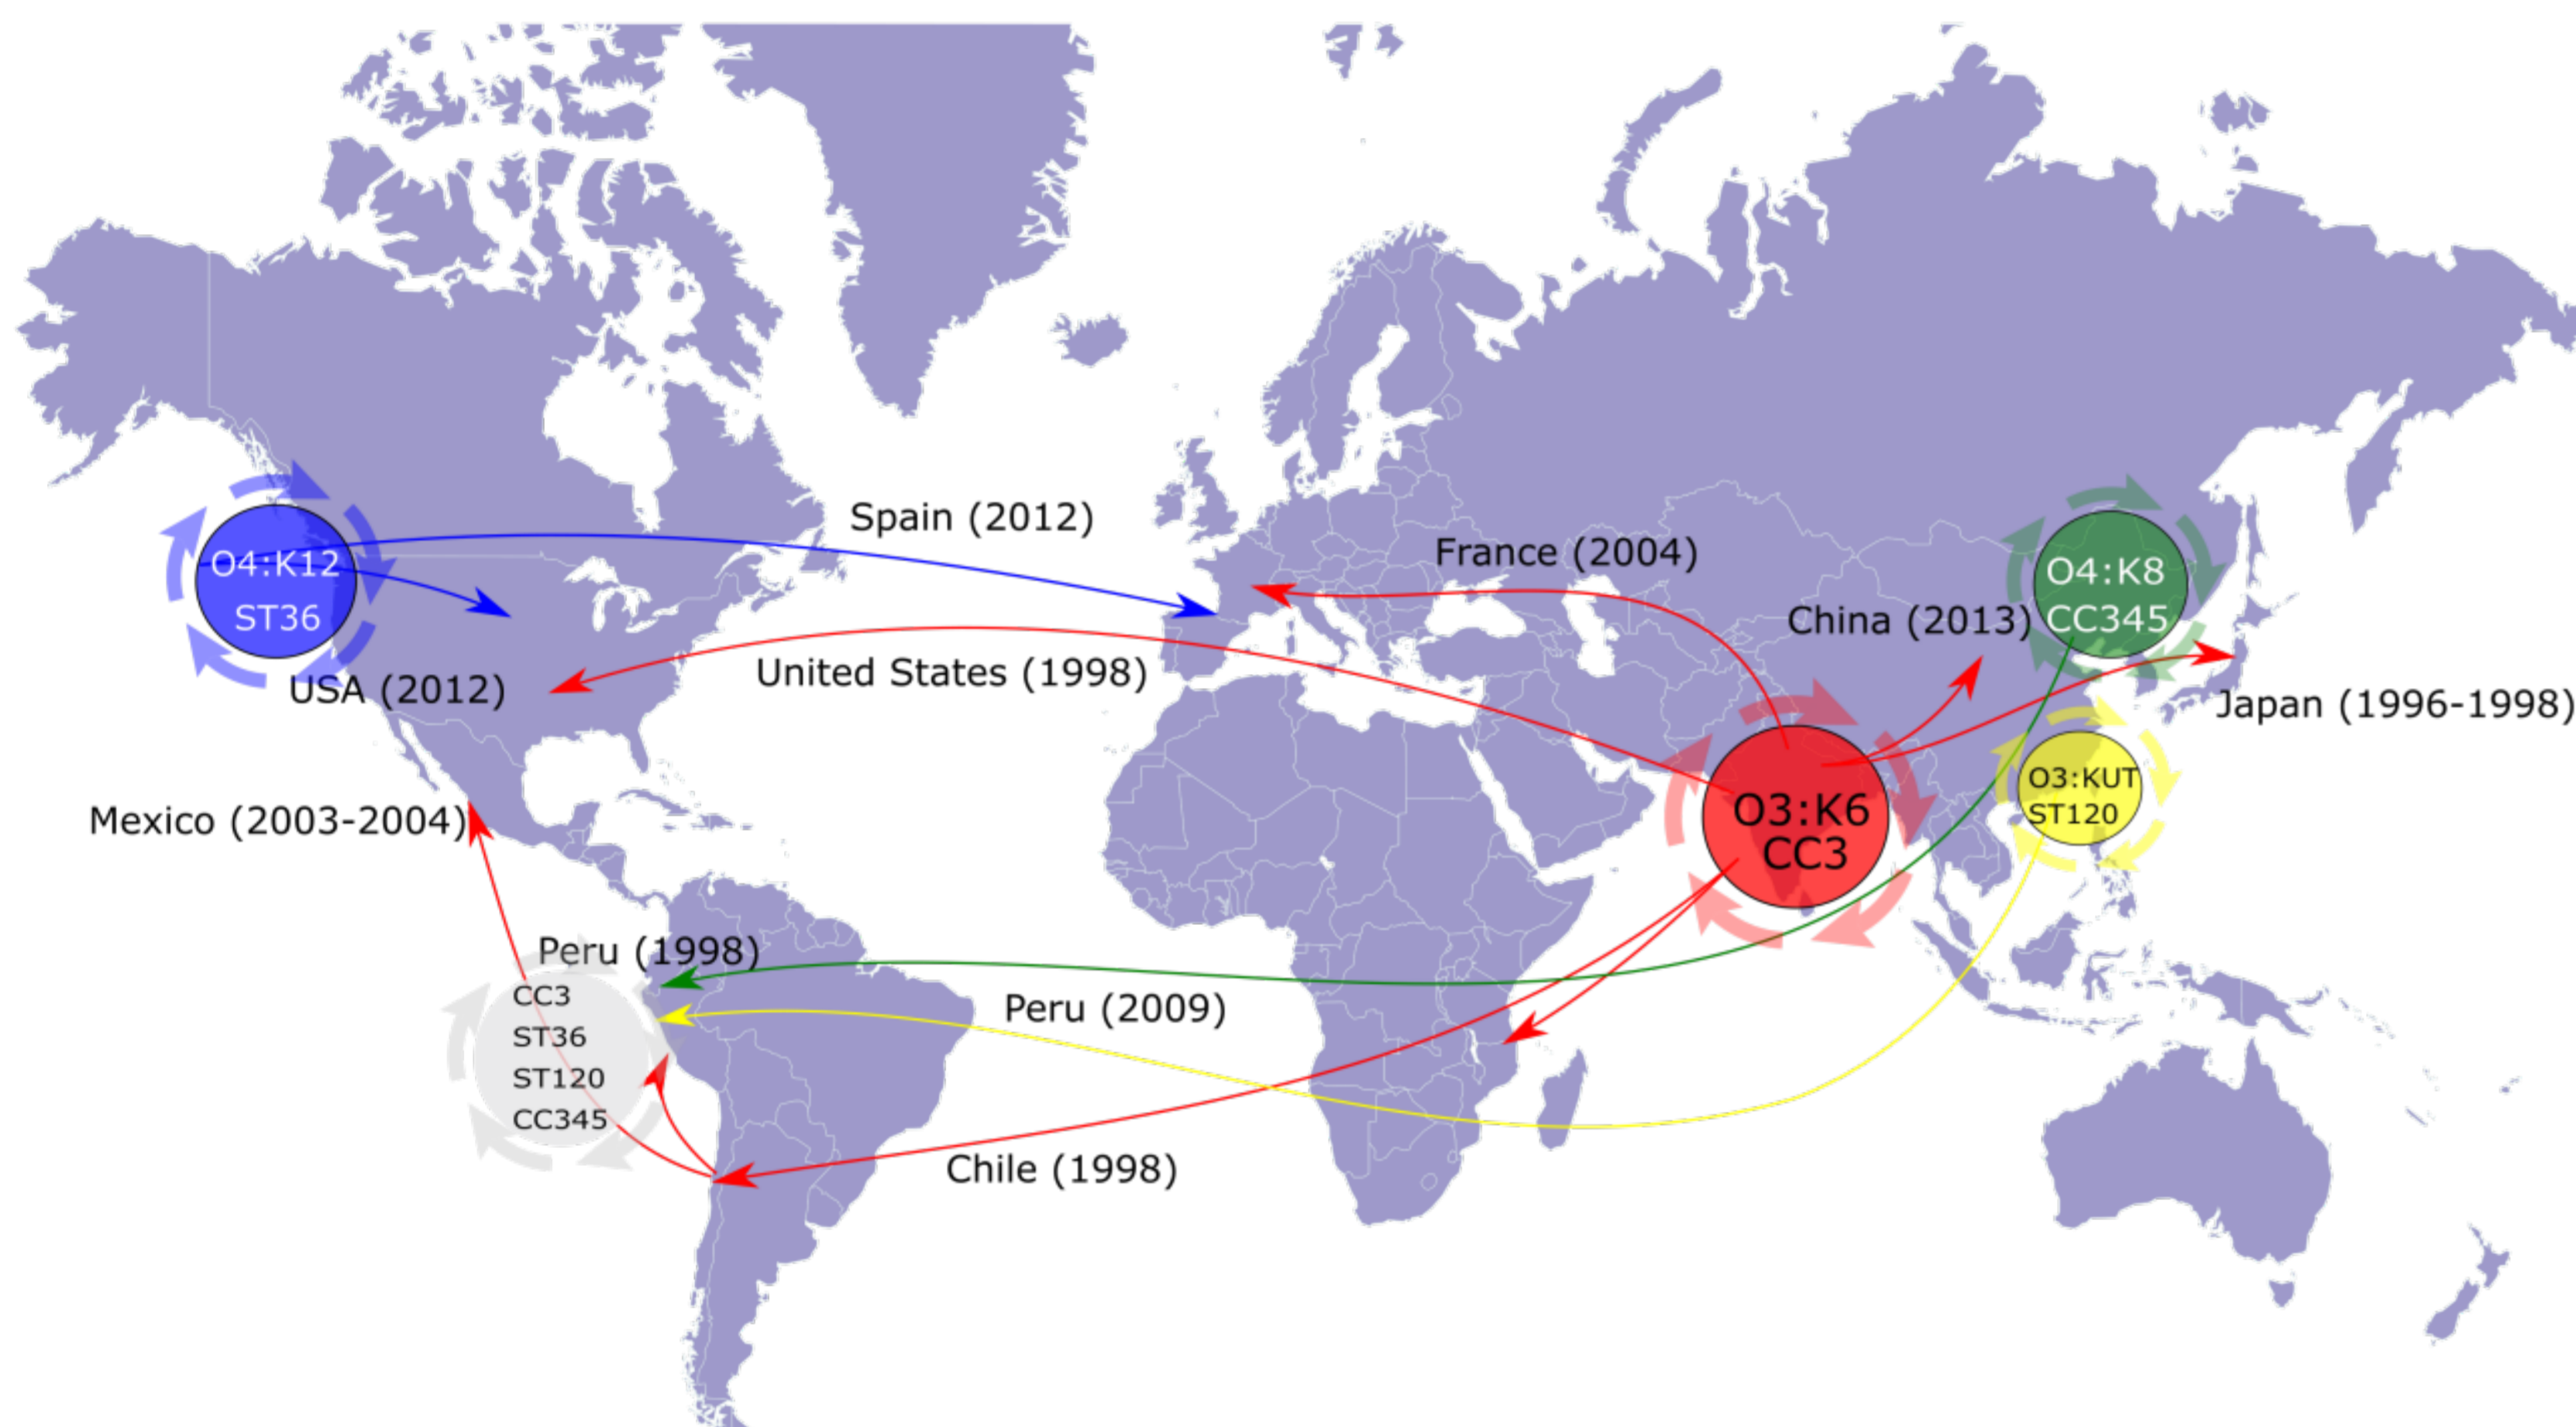 Spain (2012)
France (2004)
O4:K12
ST36
O4:K8
CC345
China (2013)
United States (1998)
USA (2012)
Japan (1996-1998)
O3:KUT
ST120
O3:K6
CC3
Mexico (2003-2004)
Peru (1998)
CC3
ST36
ST120
CC345
Peru (2009)
Chile (1998)